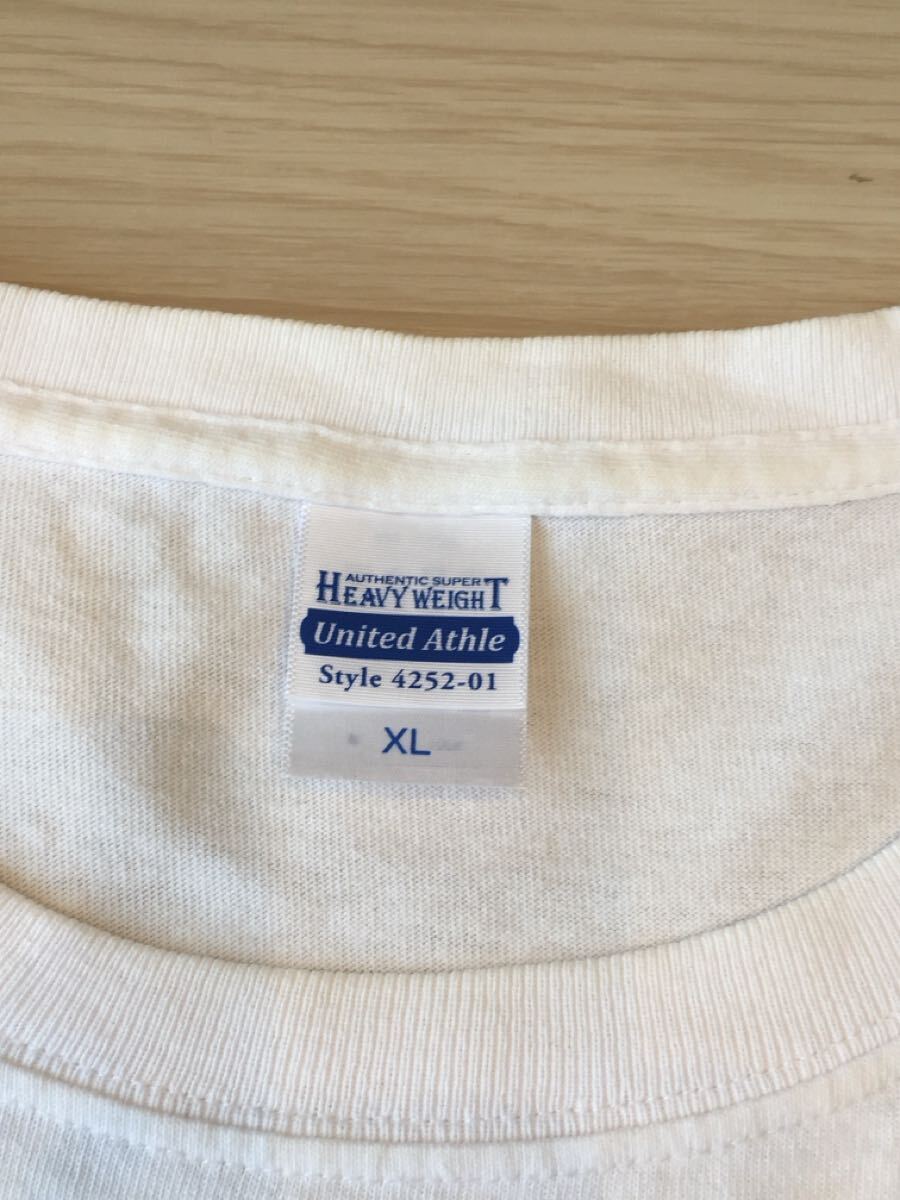 AUTHENTIC SUPER
HEAVY WEIGHT
United Athle
Style 4252-01
XL